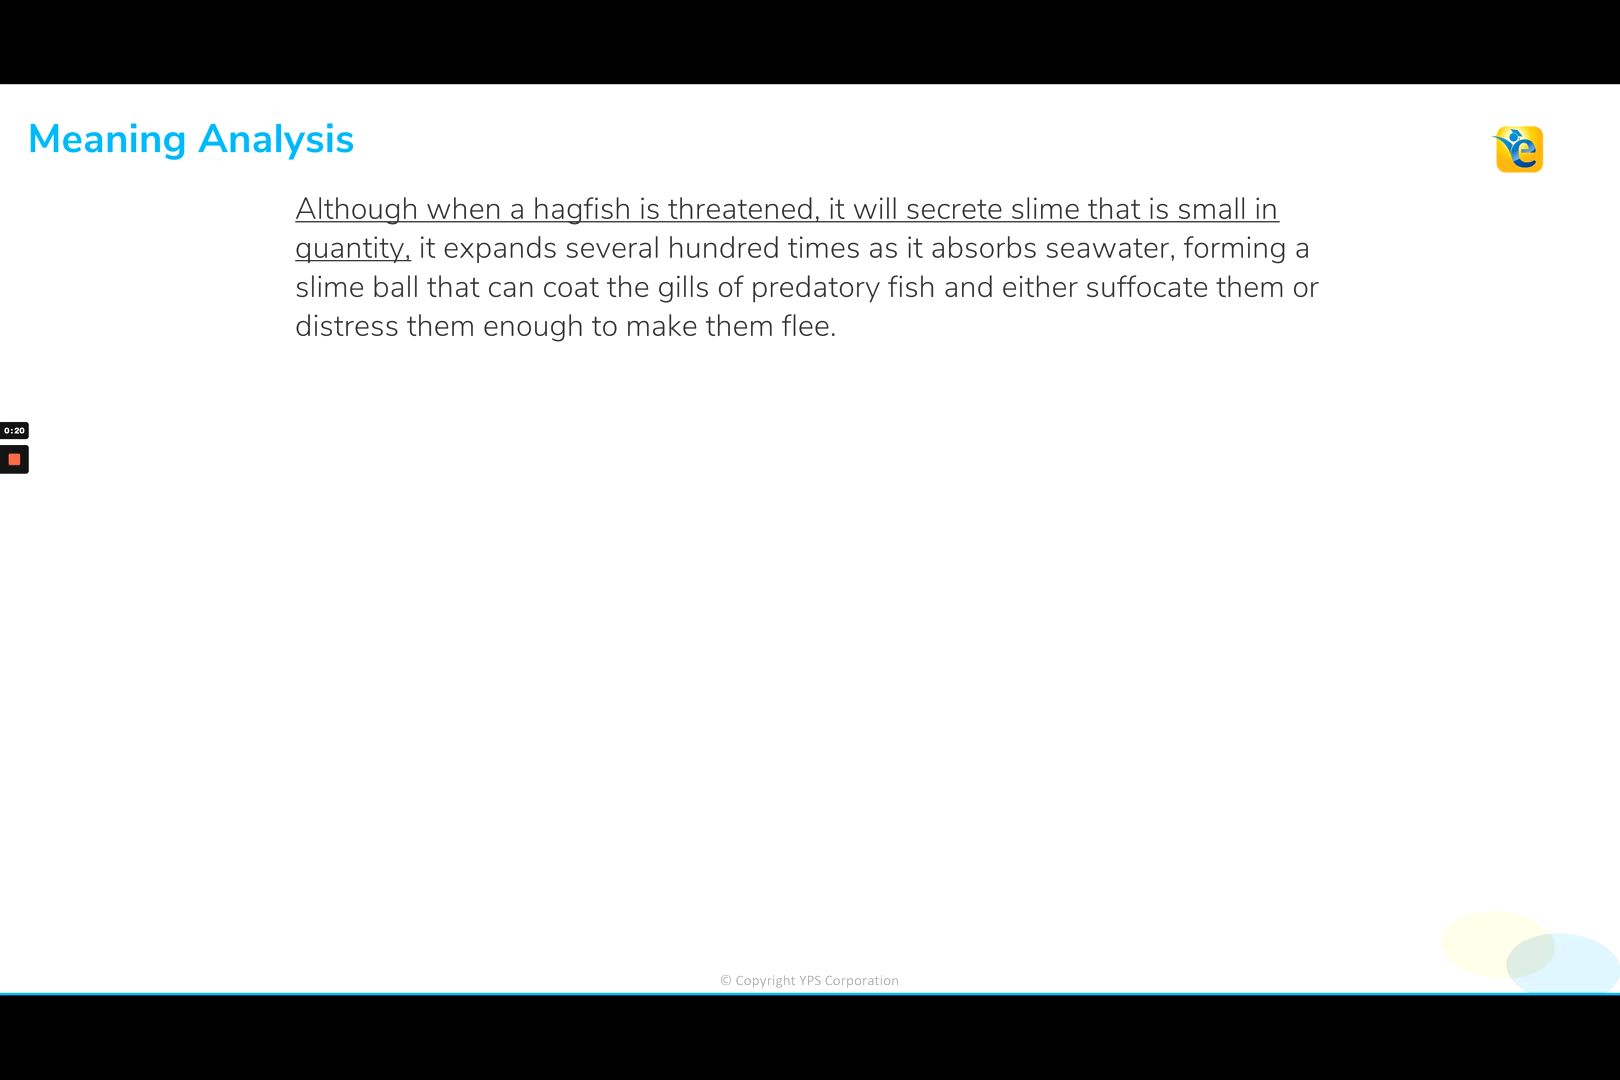 Meaning Analysis
e
Although when a hagfish is threatened, it will secrete slime that is small in
quantity, it expands several hundred times as it absorbs seawater, forming a
slime ball that can coat the gills of predatory fish and either suffocate them or
distress them enough to make them flee.
0:20
© Copyright YPS Corporation